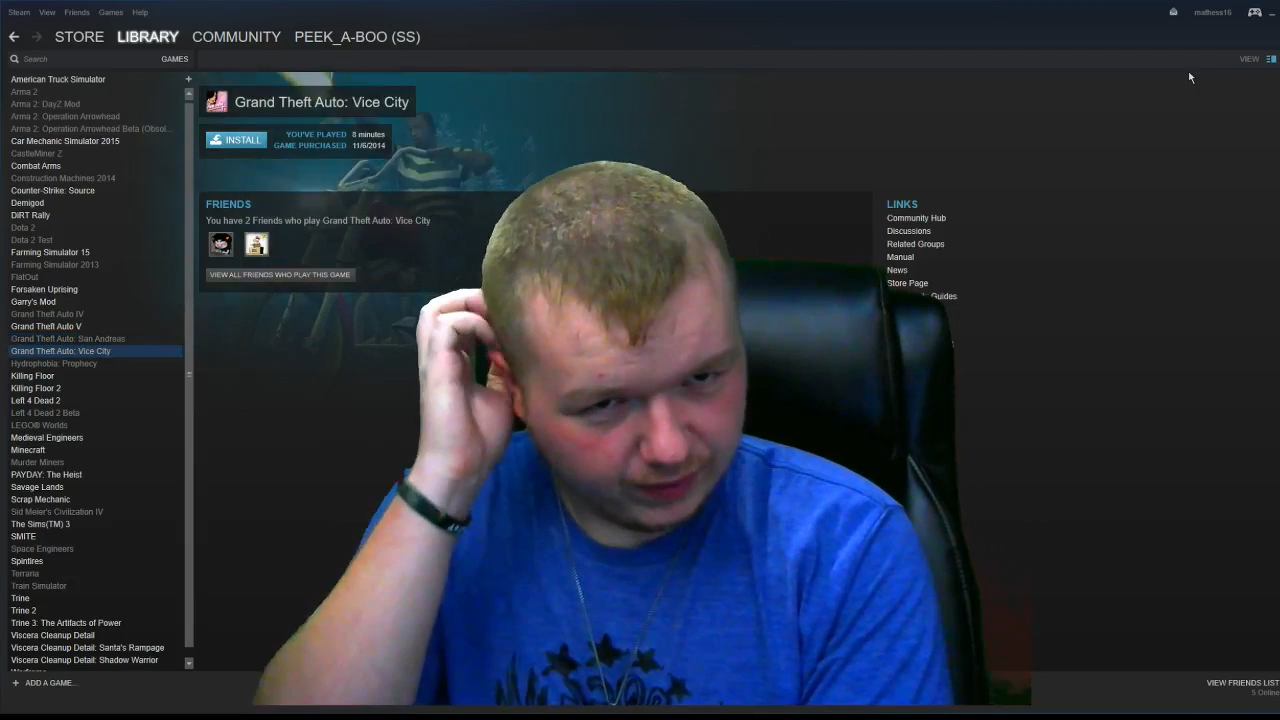 Steam View Friends Games Help
mathess16
STORE LIBRARY COMMUNITY PEEK_A-BOO (SS)
Search GAMES
VIEW
American Truck Simulator
Arma 2
Arma 2: DayZ Mod
Arma 2: Operation Arrowhead
Arma 2: Operation Arrowhead Beta (Obsol...
Car Mechanic Simulator 2015
CastleMiner Z
Combat Arms
Construction Machines 2014
Counter-Strike: Source
Demigod
DiRT Rally
Dota 2
Dota 2 Test
Farming Simulator 15
Farming Simulator 2013
FlatOut
Forsaken Uprising
Garry's Mod
Grand Theft Auto IV
Grand Theft Auto V
Grand Theft Auto: San Andreas
Grand Theft Auto: Vice City
Hydrophobia: Prophecy
Killing Floor
Killing Floor 2
Left 4 Dead 2
Left 4 Dead 2 Beta
LEGO® Worlds
Medieval Engineers
Minecraft
Murder Miners
PAYDAY: The Heist
Savage Lands
Scrap Mechanic
Sid Meier's Civilization IV
The Sims(TM) 3
SMITE
Space Engineers
Spintires
Terraria
Train Simulator
Trine
Trine 2
Trine 3: The Artifacts of Power
Viscera Cleanup Detail
Viscera Cleanup Detail: Santa's Rampage
Viscera Cleanup Detail: Shadow Warrior
+ ADD A GAME...
Grand Theft Auto: Vice City
INSTALL
YOU'VE PLAYED 8 minutes
GAME PURCHASED 11/6/2014
FRIENDS
You have 2 Friends who play Grand Theft Auto: Vice City
VIEW ALL FRIENDS WHO PLAY THIS GAME
LINKS
Community Hub
Discussions
Related Groups
Manual
News
Store Page
Guides
VIEW FRIENDS LIST
5 Online